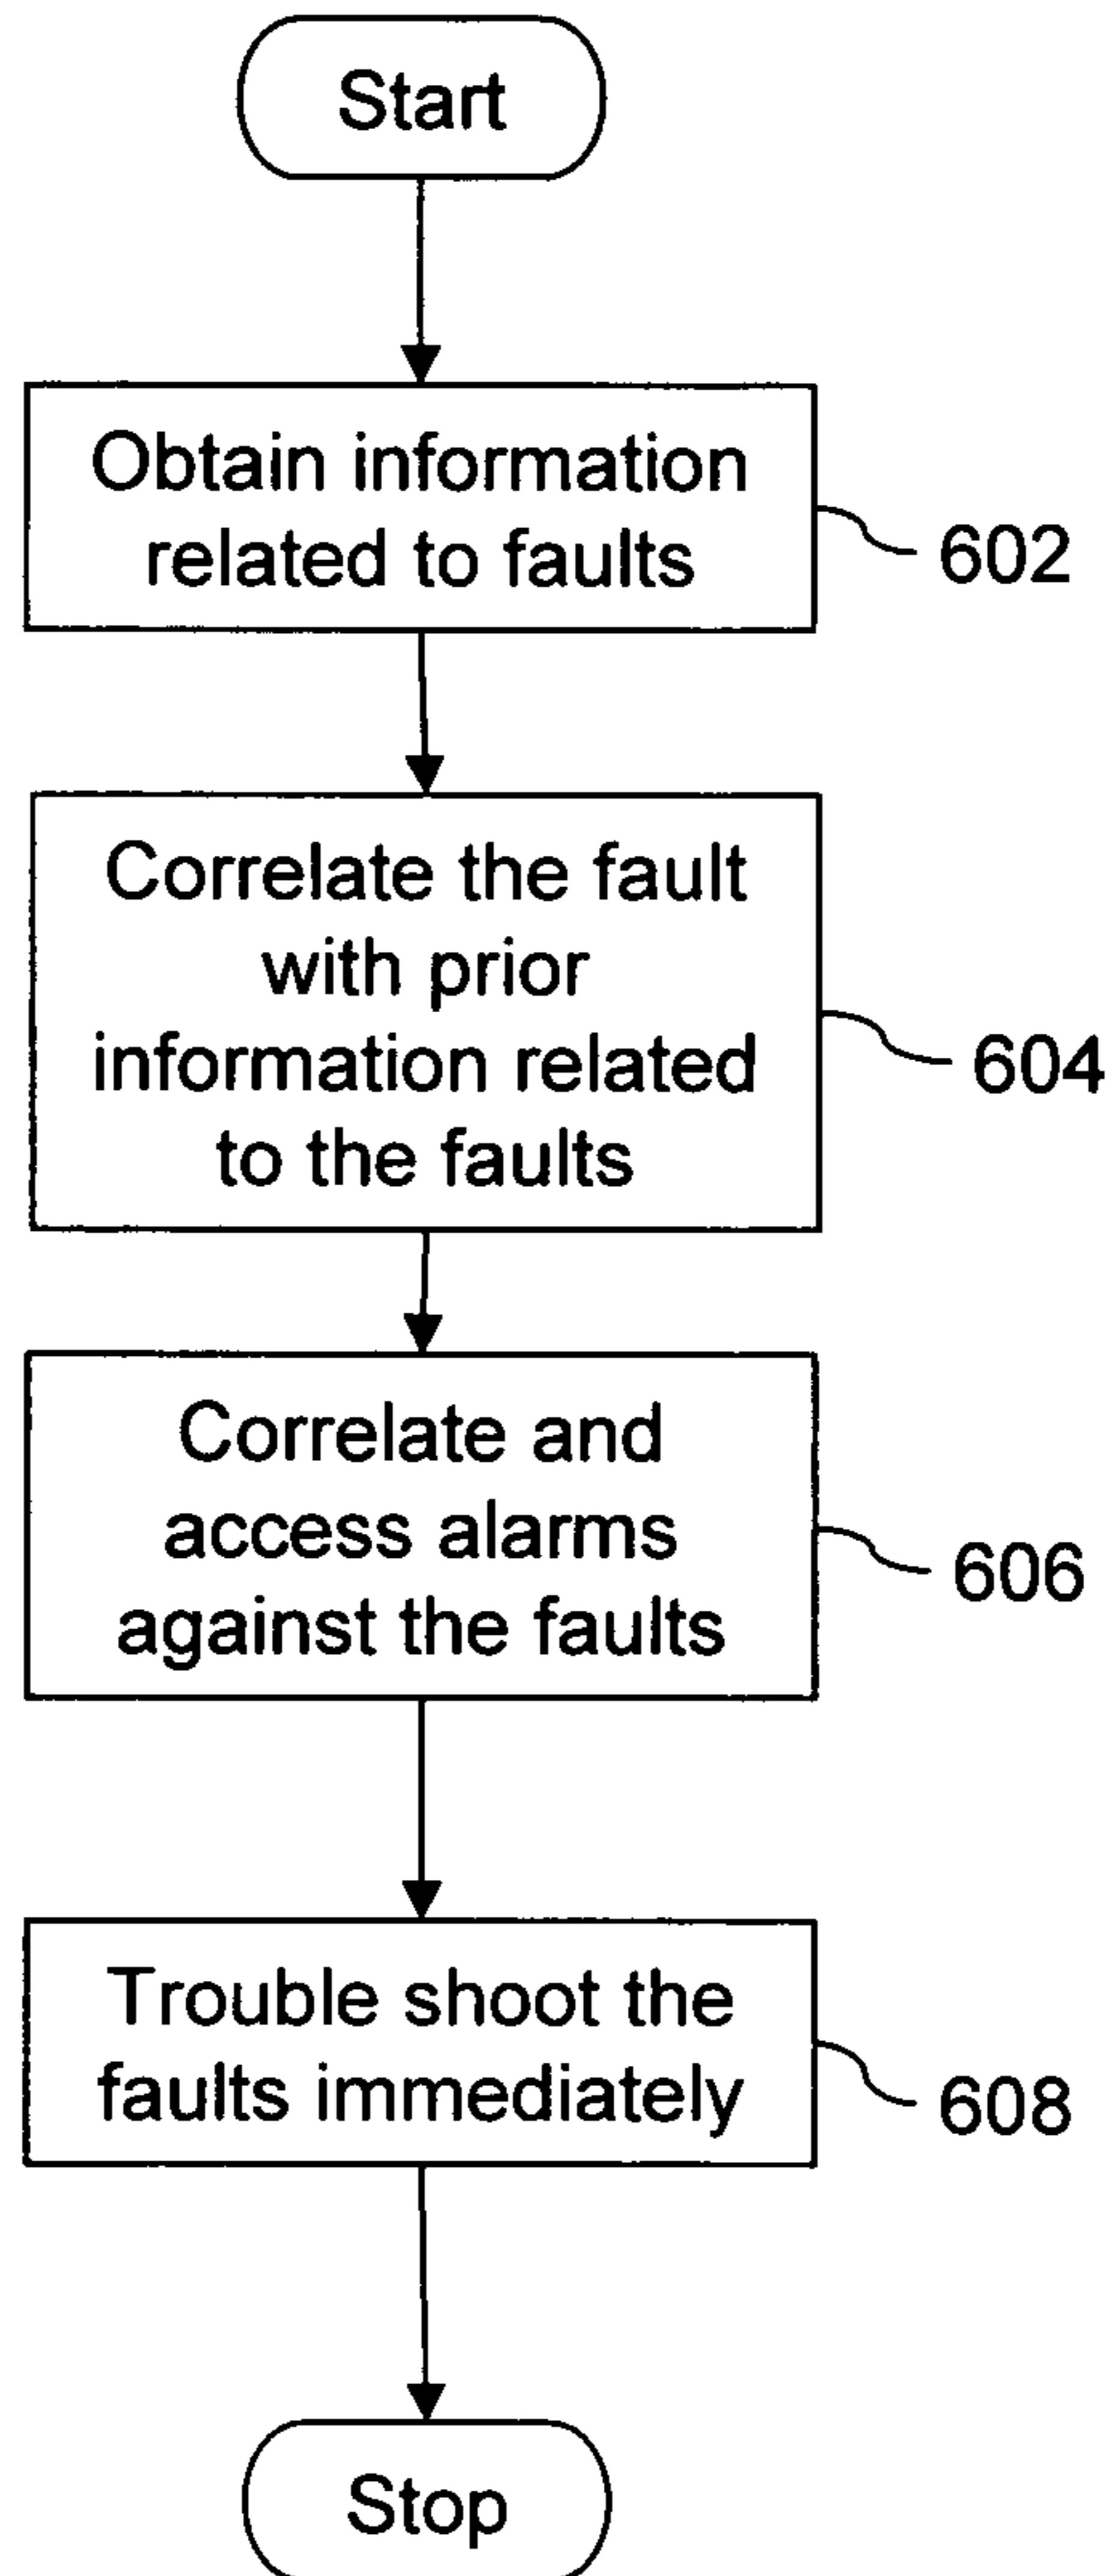 Start
Obtain information
related to faults
602
Correlate the fault
with prior
information related
to the faults
604
Correlate and
access alarms
against the faults
606
Trouble shoot the
faults immediately
608
Stop